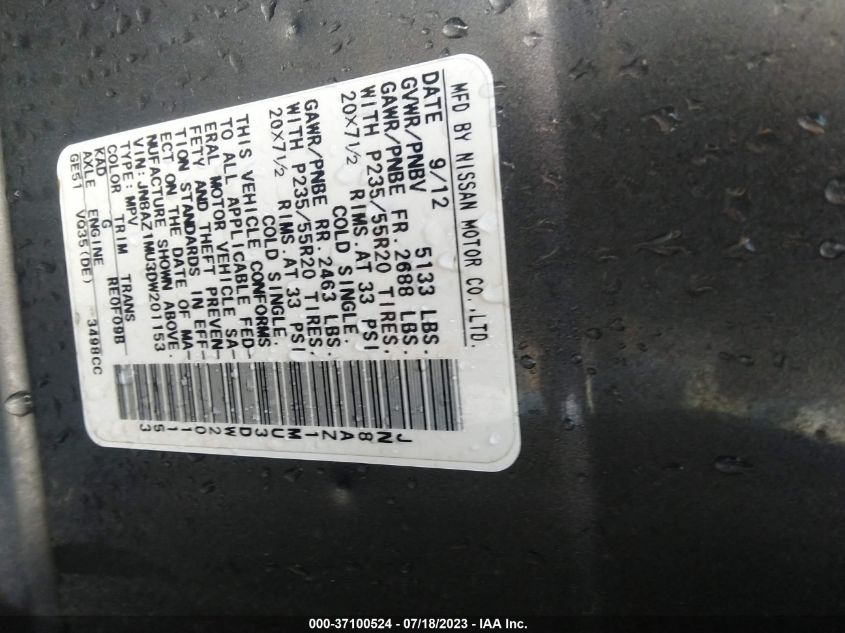 MFD BY NISSAN MOTOR CO.,LTD.
DATE 9/12
GVWR/PNBV 5133 LBS.
GAWR/PNBE FR. 2688 LBS.
WITH P235/55R20 TIRES,
20X7½ RIMS. AT 33 PSI
COLD SINGLE.
GAWR/PNBE RR. 2463 LBS.
WITH P235/55R20 TIRES,
20X7½ RIMS. AT 33 PSI
COLD SINGLE.
THIS VEHICLE CONFORMS
TO ALL APPLICABLE FED-
ERAL MOTOR VEHICLE SA-
FETY AND THEFT PREVEN
TION STANDARDS IN EFF-
ECT ON THE DATE OF MA-
NUFACTURE SHOWN ABOVE.
VIN: JN8AZ1MU3DW201153
TYPE: MPV
COLOR TRIM TRANS
KAD G RE0F09B
AXLE ENGINE
GE51 VQ35(DE) 3498CC
JN8AZ1MU3DW201153
000-37100524 / 07/18/2023 - IAA Inc.